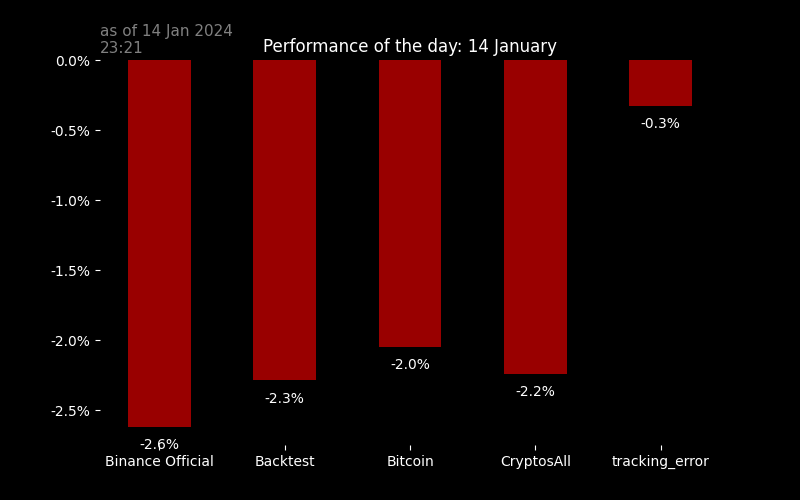 as of 14 Jan 2024
23:21
Performance of the day: 14 January
0.0%
-0.5%
-1.0%
-1.5%
-2.0%
-2.5%
-2.6%
-2.3%
-2.0%
-2.2%
-0.3%
Binance Official
Backtest
Bitcoin
CryptosAll
tracking_error